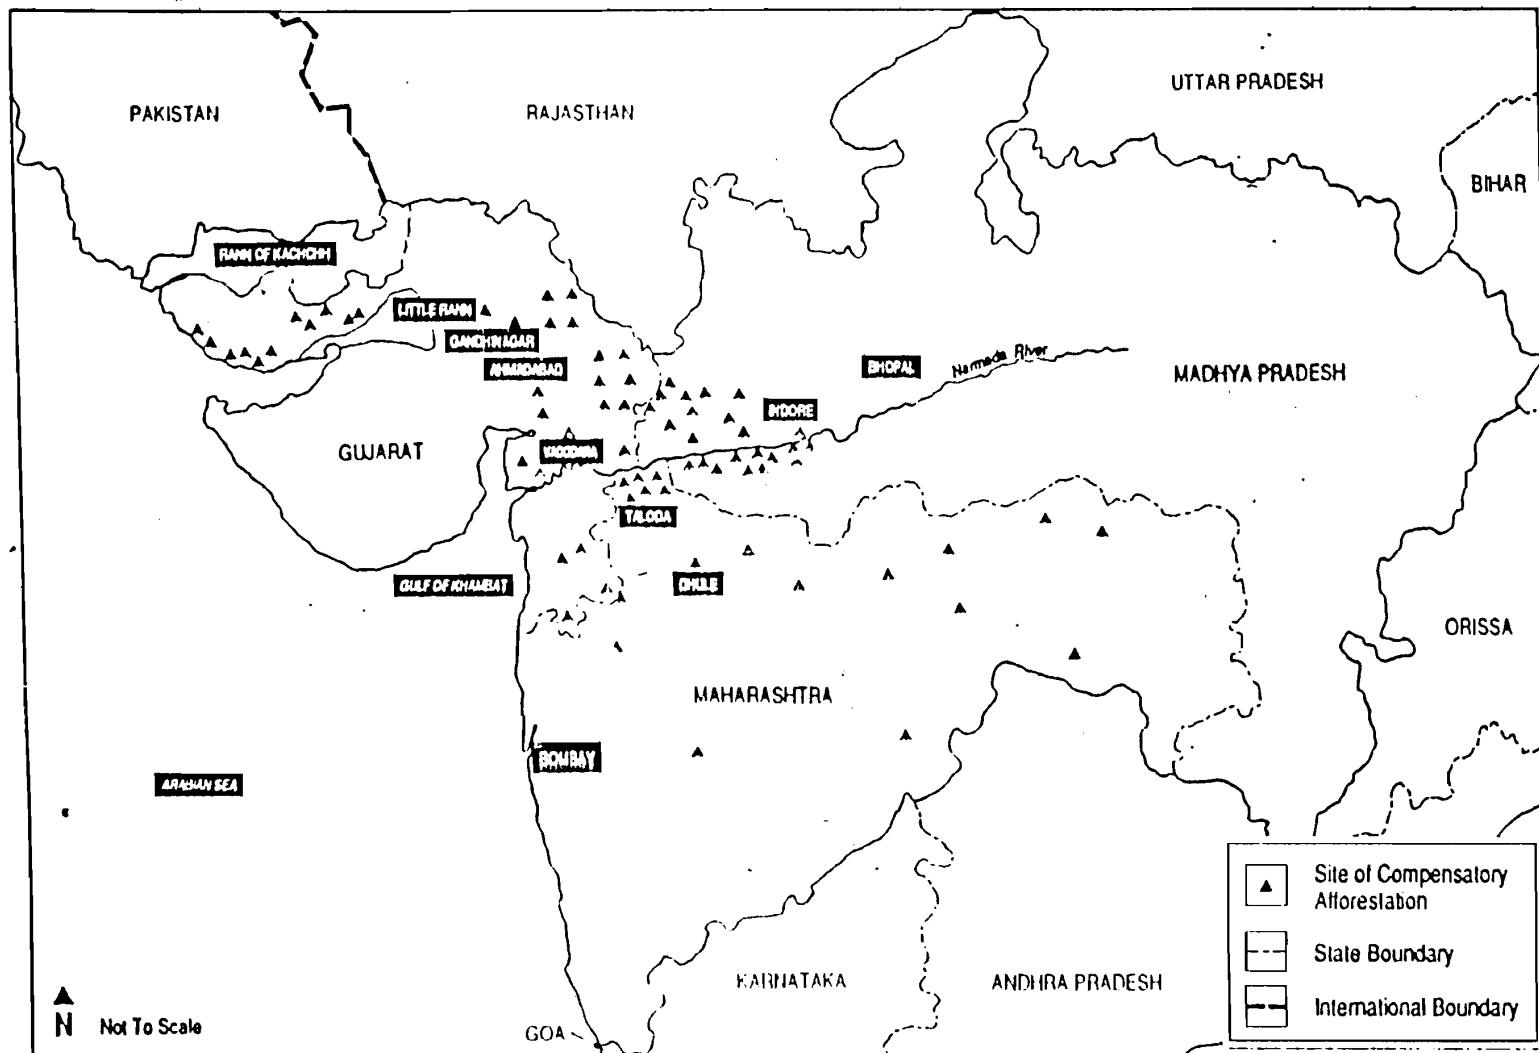 UTTAR PRADESH
PAKISTAN
RAJASTHAN
BIHAR
RANN OF KACHCHH
LITTLE RANN
GANDHINAGAR
AHMADABAD
Narmada River
BHOPAL
MADHYA PRADESH
INDORE
GUJARAT
VADODARA
TALODA
GULF OF KHAMBAT
DHULE
ORISSA
MAHARASHTRA
BOMBAY
ARABIAN SEA
Site of Compensatory
Afforestation
State Boundary
International Boundary
KARNATAKA
ANDHRA PRADESH
N
Not To Scale
GOA